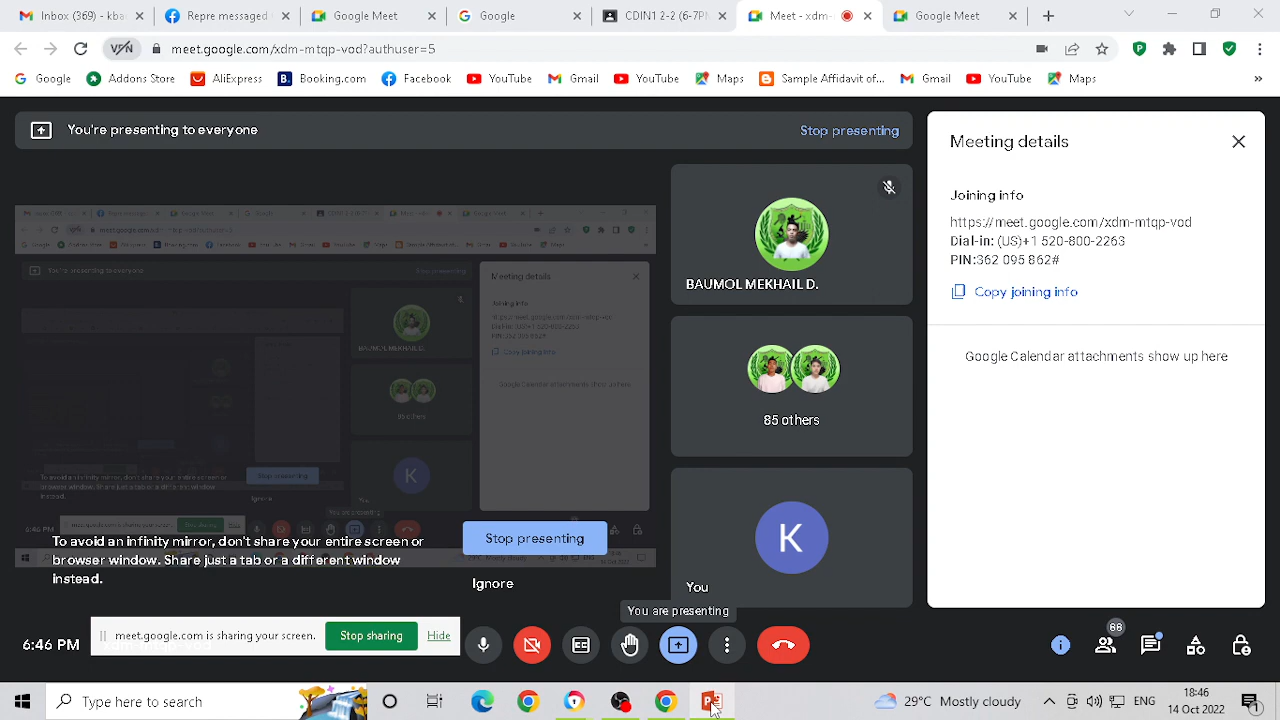 Inbox (369) - kba
Reine messaged
Google Meet
Google
CDIN1 2-2 (6-7P
Meet - xdm-
Google Meet
meet.google.com/xdm-mtqp-vod?authuser=5
Google
Addons Store
AliExpress
Booking.com
Facebook
YouTube
Gmail
YouTube
Maps
Sample Affidavit of...
Gmail
YouTube
Maps
You're presenting to everyone
Stop presenting
BAUMOL MEKHAIL D.
85 others
K
You
Meeting details
Joining info
https://meet.google.com/xdm-mtqp-vod
Dial-in: (US)+1 520-800-2263
PIN:362 095 862#
Copy joining info
Google Calendar attachments show up here
To avoid an infinity mirror, don't share your entire screen or
browser window. Share just a tab or a different window
instead.
Stop presenting
Ignore
You are presenting
6:46 PM
meet.google.com is sharing your screen.
Stop sharing
Hide
Type here to search
29°C Mostly cloudy
ENG
18:46
14 Oct 2022